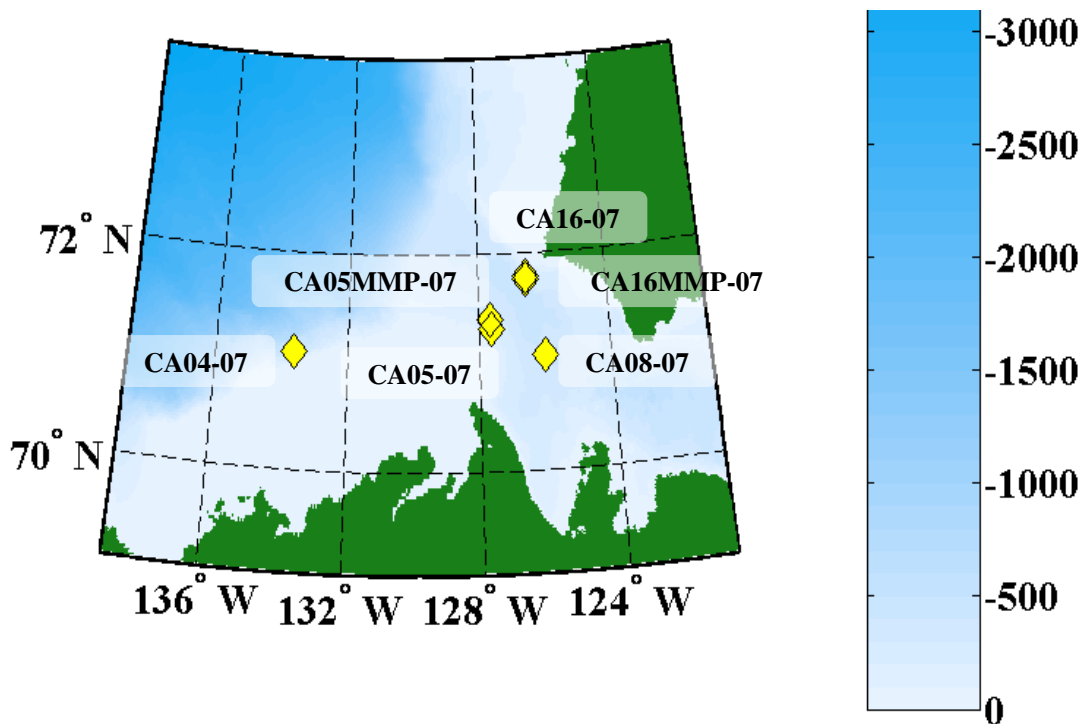 -3000
-2500
CA16-07
72° N
-2000
CA05MMP-07
CA16MMP-07
CA04-07
CA05-07
CA08-07
-1500
70° N
-1000
-500
136° W
132° W
128° W
124° W
0